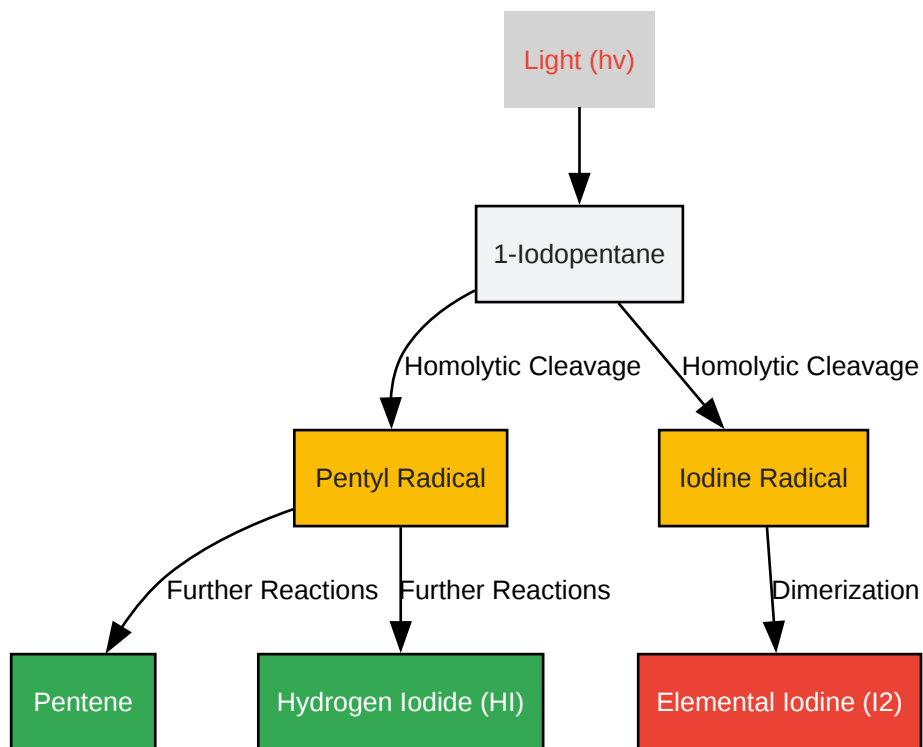 Light (hv)
1-Iodopentane
Homolytic Cleavage
Homolytic Cleavage
Pentyl Radical
Iodine Radical
Further Reactions
Further Reactions
Dimerization
Pentene
Hydrogen Iodide (HI)
Elemental Iodine (I2)